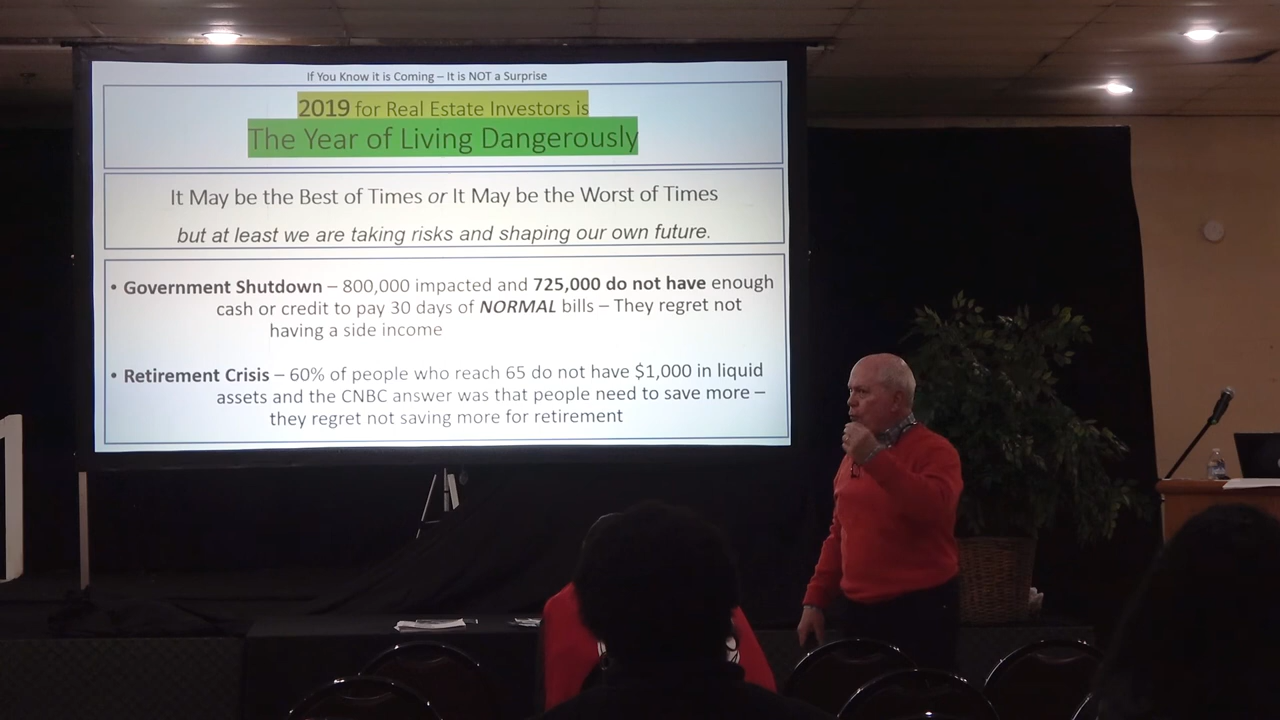 If You Know it is Coming – It is NOT a Surprise
2019 for Real Estate Investors is
The Year of Living Dangerously
It May be the Best of Times or It May be the Worst of Times
but at least we are taking risks and shaping our own future.
• Government Shutdown – 800,000 impacted and 725,000 do not have enough
cash or credit to pay 30 days of NORMAL bills – They regret not
having a side income
• Retirement Crisis – 60% of people who reach 65 do not have $1,000 in liquid
assets and the CNBC answer was that people need to save more –
they regret not saving more for retirement